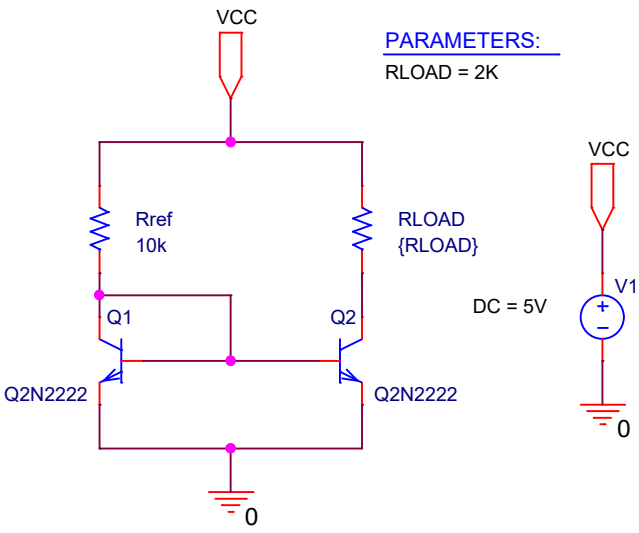 VCC
PARAMETERS:
RLOAD = 2K
VCC
Rref
10k
RLOAD
{RLOAD}
V1
DC = 5V
+
−
Q1
Q2
Q2N2222
Q2N2222
0
0